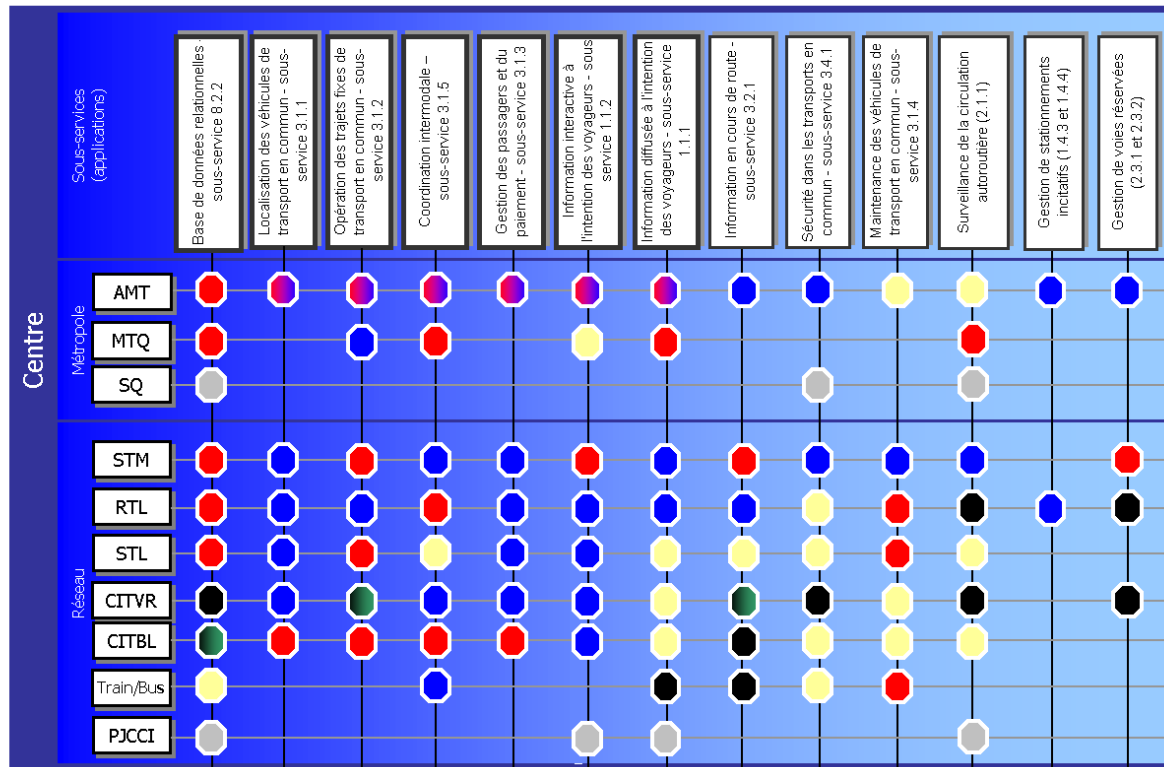 Centre
Sous-services
(applications)
Base de données relationnelles -
sous-service 8.2.2
Localisation des véhicules de
transport en commun - sous-
service 3.1.1
Opération des trajets fixes de
transport en commun - sous-
service 3.1.2
Coordination intermodale –
sous-service 3.1.5
Gestion des passagers et du
paiement - sous-service 3.1.3
Information interactive à
l'intention des voyageurs - sous
service 1.1.2
Information diffusée à l'intention
des voyageurs - sous-service
1.1.1
Information en cours de route -
sous-service 3.2.1
Sécurité dans les transports en
commun - sous-service 3.4.1
Maintenance des véhicules de
transport en commun - sous-
service 3.1.4
Surveillance de la circulation
autoroutière (2.1.1)
Gestion de stationnements
incitatifs (1.4.3 et 1.4.4)
Gestion de voies réservées
(2.3.1 et 2.3.2)
Métropole
AMT
MTQ
SQ
Réseau
STM
RTL
STL
CITVR
CITBL
Train/Bus
PJCCI